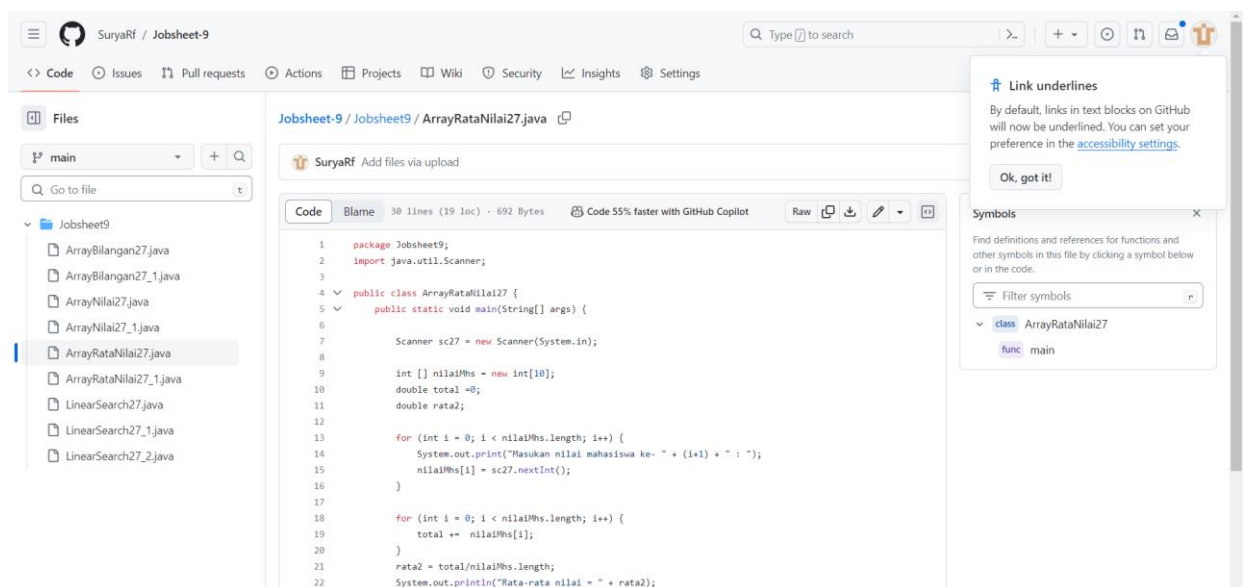 SuryaRf / Jobsheet-9
Type / to search
Code Issues Pull requests Actions Projects Wiki Security Insights Settings
Link underlines
By default, links in text blocks on GitHub
will now be underlined. You can set your
preference in the accessibility settings.
Ok, got it!
Files
main
Go to file t
Jobsheet9
ArrayBilangan27.java
ArrayBilangan27_1.java
ArrayNilai27.java
ArrayNilai27_1.java
ArrayRataNilai27.java
ArrayRataNilai27_1.java
LinearSearch27.java
LinearSearch27_1.java
LinearSearch27_2.java
Jobsheet-9 / Jobsheet9 / ArrayRataNilai27.java
SuryaRf Add files via upload
Code Blame 30 lines (19 loc) · 692 Bytes Code 55% faster with GitHub Copilot Raw
1 package Jobsheet9;
2 import java.util.Scanner;
3
4 public class ArrayRataNilai27 {
5 public static void main(String[] args) {
6
7 Scanner sc27 = new Scanner(System.in);
8
9 int [] nilaiMhs = new int[10];
10 double total =0;
11 double rata2;
12
13 for (int i = 0; i < nilaiMhs.length; i++) {
14 System.out.print("Masukan nilai mahasiswa ke- " + (i+1) + " : ");
15 nilaiMhs[i] = sc27.nextInt();
16 }
17
18 for (int i = 0; i < nilaiMhs.length; i++) {
19 total += nilaiMhs[i];
20 }
21 rata2 = total/nilaiMhs.length;
22 System.out.println("Rata-rata nilai = " + rata2);
Symbols
Find definitions and references for functions and
other symbols in this file by clicking a symbol below
or in the code.
Filter symbols r
class ArrayRataNilai27
func main